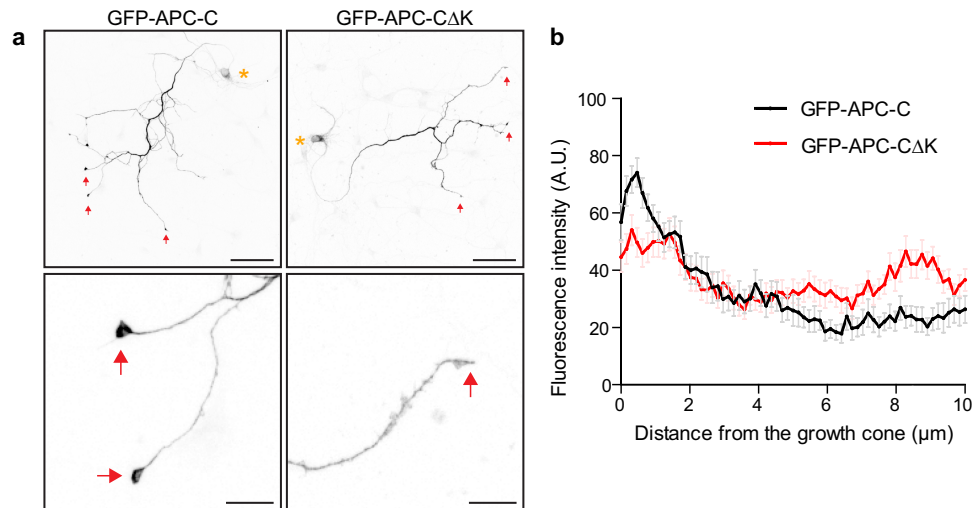 GFP-APC-C GFP-APC-CΔK
a
*
*
b
100
80
60
40
20
0
Fluorescence intensity (A.U.)
GFP-APC-C
GFP-APC-CΔK
0 2 4 6 8 10
Distance from the growth cone (μm)